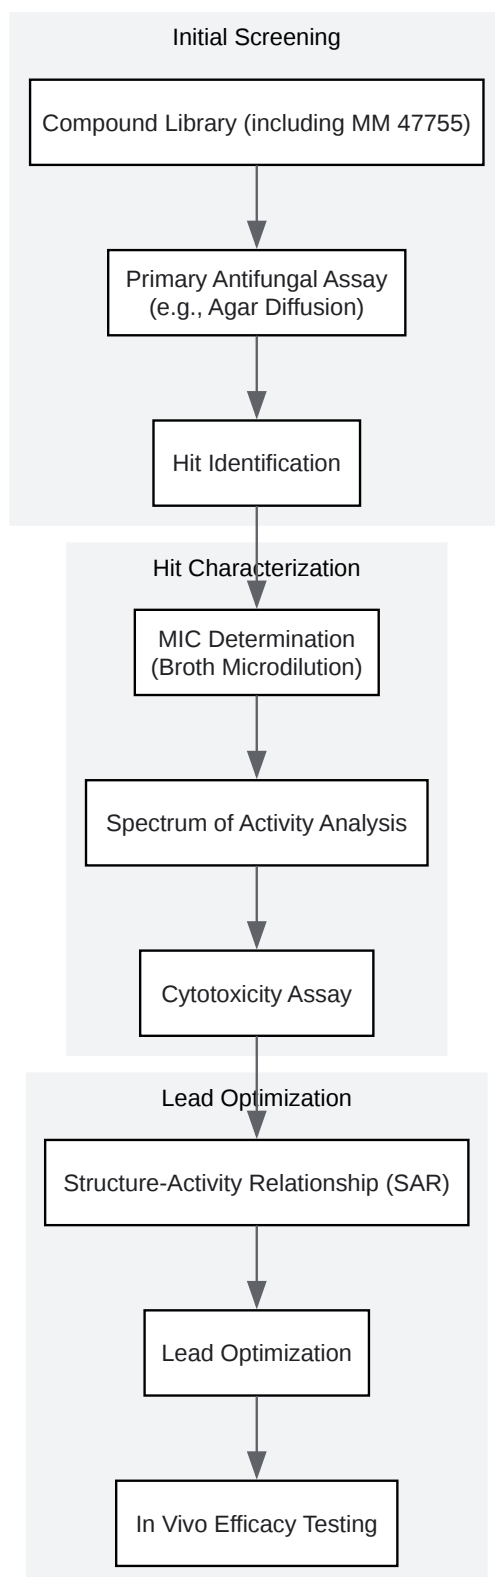 Initial Screening
Compound Library (including MM 47755)
Primary Antifungal Assay
(e.g., Agar Diffusion)
Hit Identification
Hit Characterization
MIC Determination
(Broth Microdilution)
Spectrum of Activity Analysis
Cytotoxicity Assay
Lead Optimization
Structure-Activity Relationship (SAR)
Lead Optimization
In Vivo Efficacy Testing